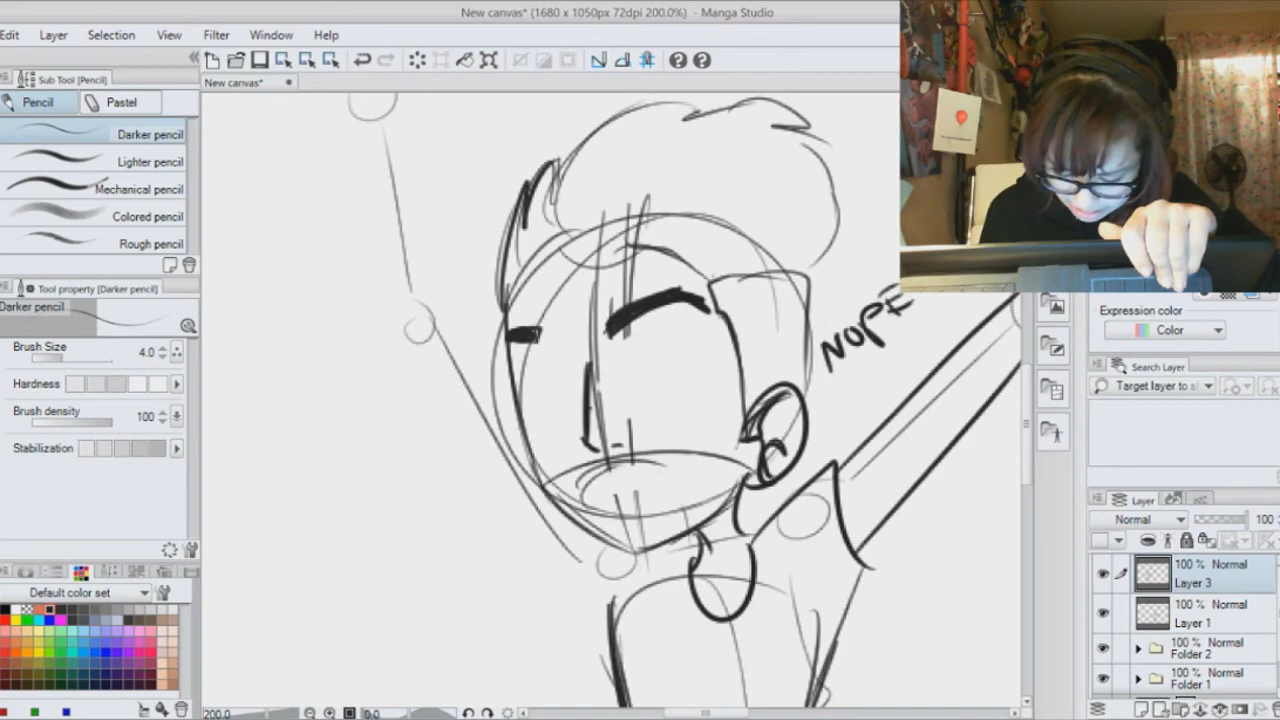 New canvas* (1680 x 1050px 72dpi 200.0%) - Manga Studio
Edit Layer Selection View Filter Window Help
Sub Tool [Pencil]
New canvas*
Pencil Pastel
Darker pencil
Lighter pencil
Mechanical pencil
Colored pencil
Rough pencil
Tool property [Darker pencil]
Darker pencil
Brush Size 4.0
Hardness
Brush density 100
Stabilization
Default color set
NOPE
200.0 0.0
Expression color
Color
Search Layer
Target layer to s
Layer
Normal 100
100 % Normal
Layer 3
100 % Normal
Layer 1
100 % Normal
Folder 2
100 % Normal
Folder 1